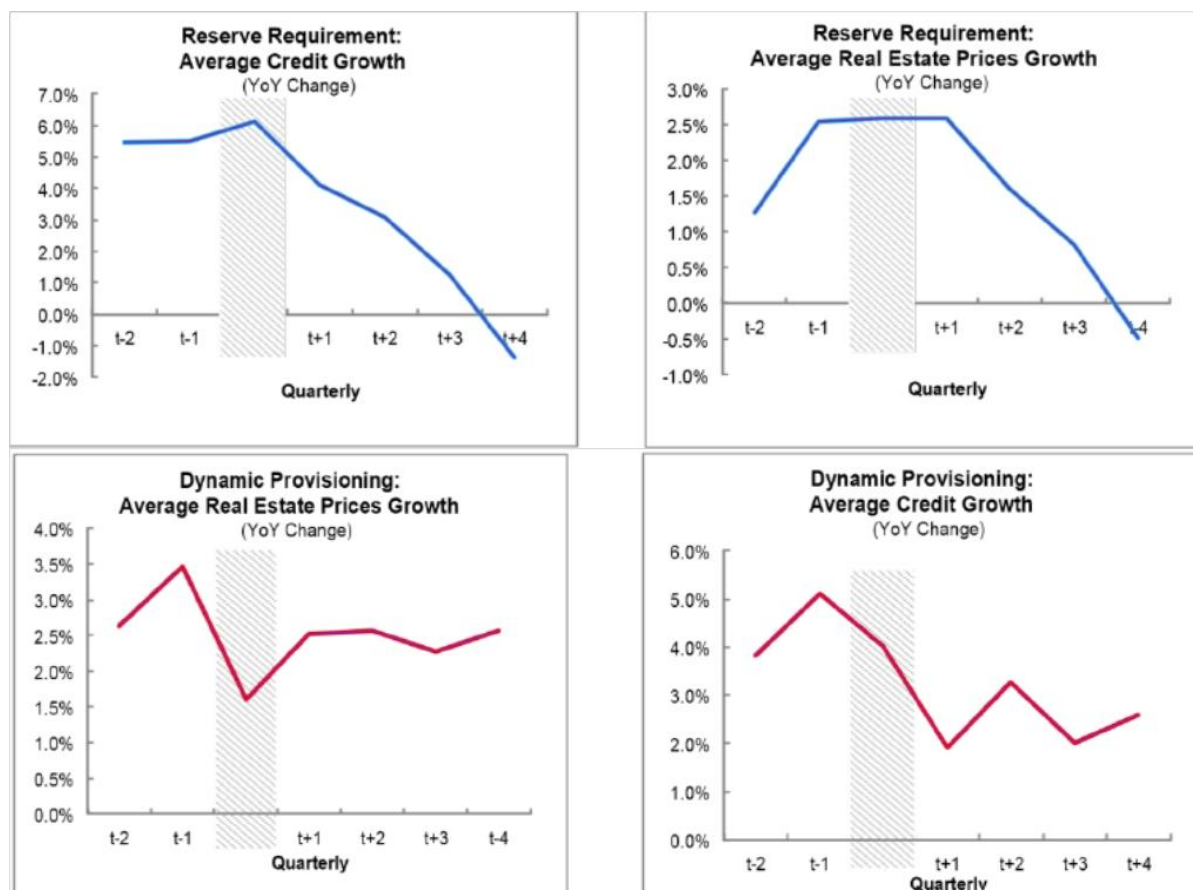 Reserve Requirement:
Average Credit Growth
(YoY Change)
7.0%
6.0%
5.0%
4.0%
3.0%
2.0%
1.0%
0.0%
-1.0%
-2.0%
t-2 t-1 t+1 t+2 t+3 t+4
Quarterly
Reserve Requirement:
Average Real Estate Prices Growth
(YoY Change)
3.0%
2.5%
2.0%
1.5%
1.0%
0.5%
0.0%
-0.5%
-1.0%
t-2 t-1 t+1 t+2 t+3 t-4
Quarterly
Dynamic Provisioning:
Average Real Estate Prices Growth
(YoY Change)
4.0%
3.5%
3.0%
2.5%
2.0%
1.5%
1.0%
0.5%
0.0%
t-2 t-1 t+1 t+2 t+3 t-4
Quarterly
Dynamic Provisioning:
Average Credit Growth
(YoY Change)
6.0%
5.0%
4.0%
3.0%
2.0%
1.0%
0.0%
t-2 t-1 t+1 t+2 t+3 t+4
Quarterly